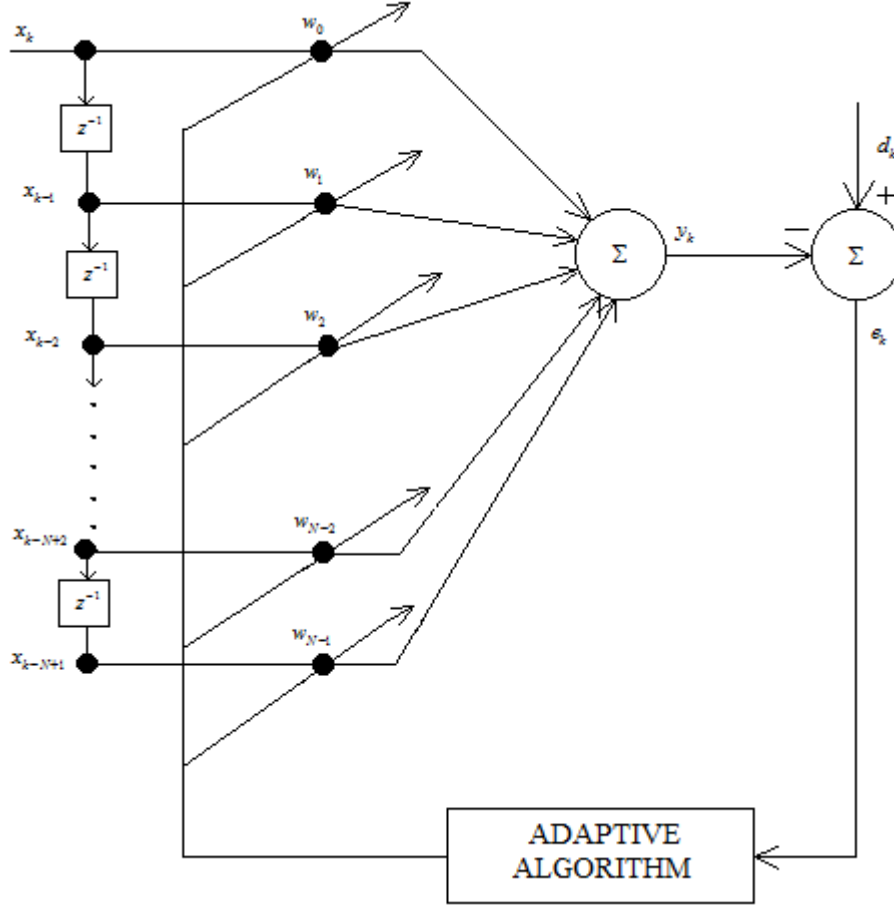 x_k
w_0
z^{-1}
d_k
x_{k-1}
w_1
+
y_k
−
Σ
Σ
z^{-1}
x_{k-2}
w_2
e_k
x_{k-N+2}
w_{N-2}
z^{-1}
x_{k-N+1}
w_{N-1}
ADAPTIVE
ALGORITHM